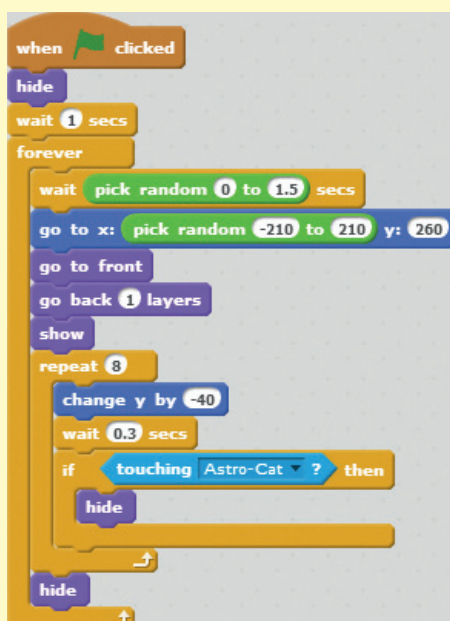 when clicked
hide
wait 1 secs
forever
wait pick random 0 to 1.5 secs
go to x: pick random -210 to 210 y: 260
go to front
go back 1 layers
show
repeat 8
change y by -40
wait 0.3 secs
if touching Astro-Cat ? then
hide
hide